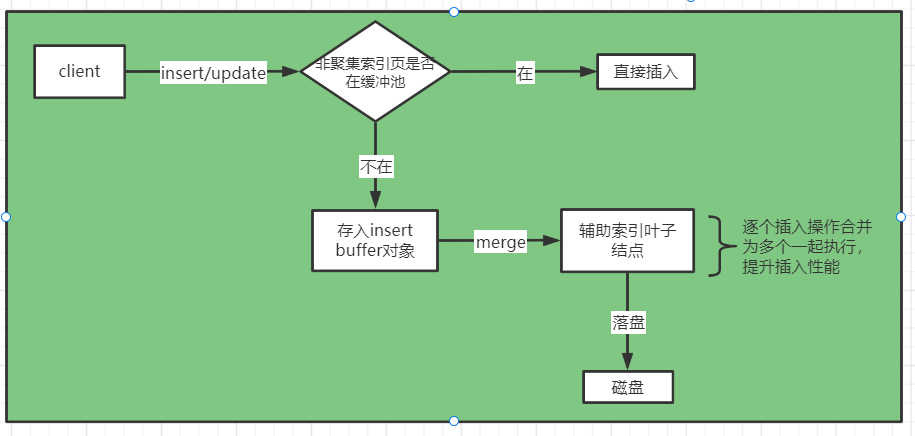 client
insert/update
非聚集索引页是否
在缓冲池
在
直接插入
不在
存入insert
buffer对象
merge
辅助索引叶子
结点
逐个插入操作合并
为多个一起执行，
提升插入性能
落盘
磁盘